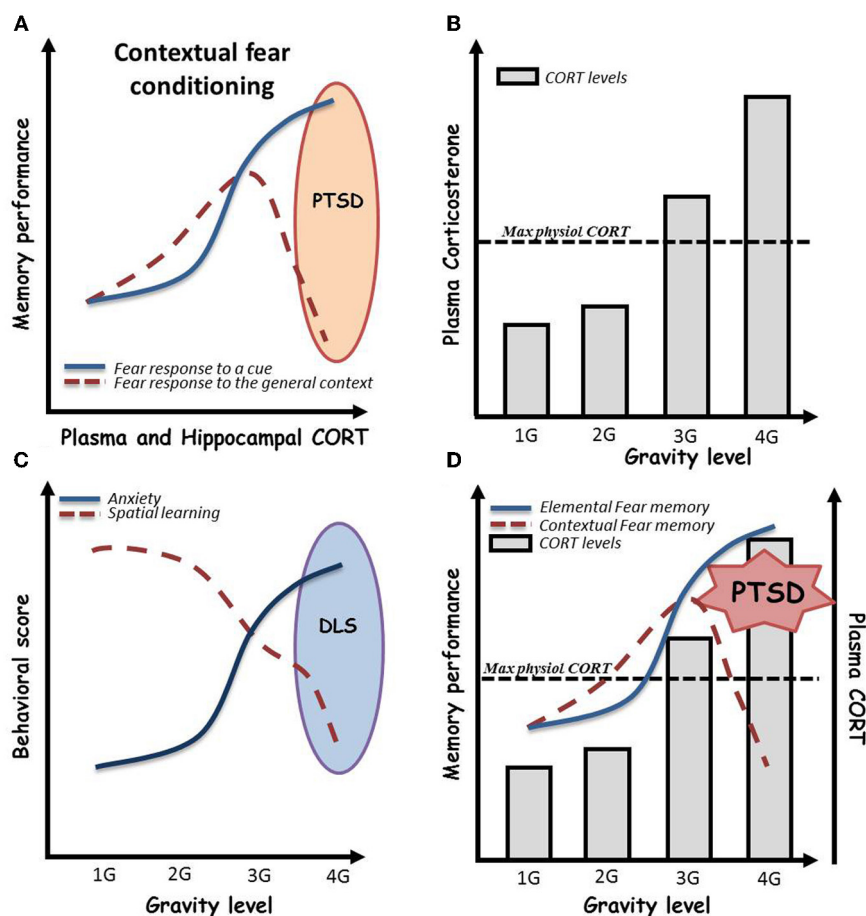 A
Contextual fear
conditioning
Memory performance
PTSD
Fear response to a cue
Fear response to the general context
Plasma and Hippocampal CORT
B
CORT levels
Plasma Corticosterone
Max physiol CORT
1G 2G 3G 4G
Gravity level
C
Anxiety
Spatial learning
Behavioral score
DLS
1G 2G 3G 4G
Gravity level
D
Elemental Fear memory
Contextual Fear memory
CORT levels
PTSD
Memory performance
Max physiol CORT
Plasma CORT
1G 2G 3G 4G
Gravity level